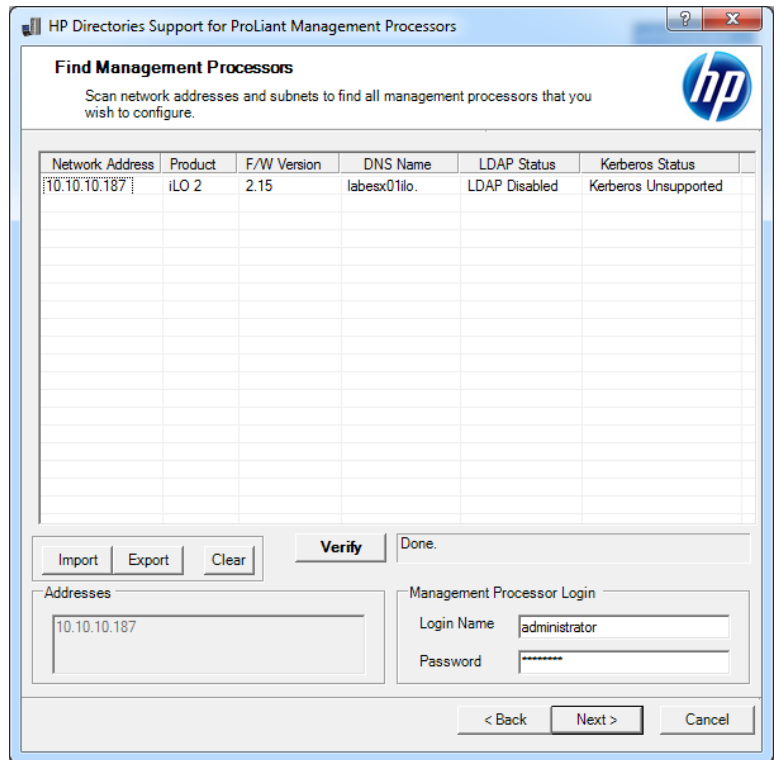 HP Directories Support for ProLiant Management Processors
Find Management Processors
Scan network addresses and subnets to find all management processors that you
wish to configure.
hp
Network Address Product F/W Version DNS Name LDAP Status Kerberos Status
10.10.10.187 iLO 2 2.15 labesx01ilo. LDAP Disabled Kerberos Unsupported
Import Export Clear Verify Done.
Addresses
10.10.10.187
Management Processor Login
Login Name administrator
Password ********
< Back Next > Cancel